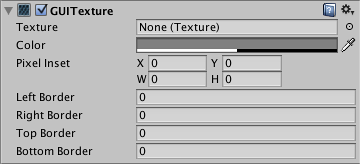 GUITexture
Texture None (Texture)
Color
Pixel Inset X 0 Y 0
W 0 H 0
Left Border 0
Right Border 0
Top Border 0
Bottom Border 0